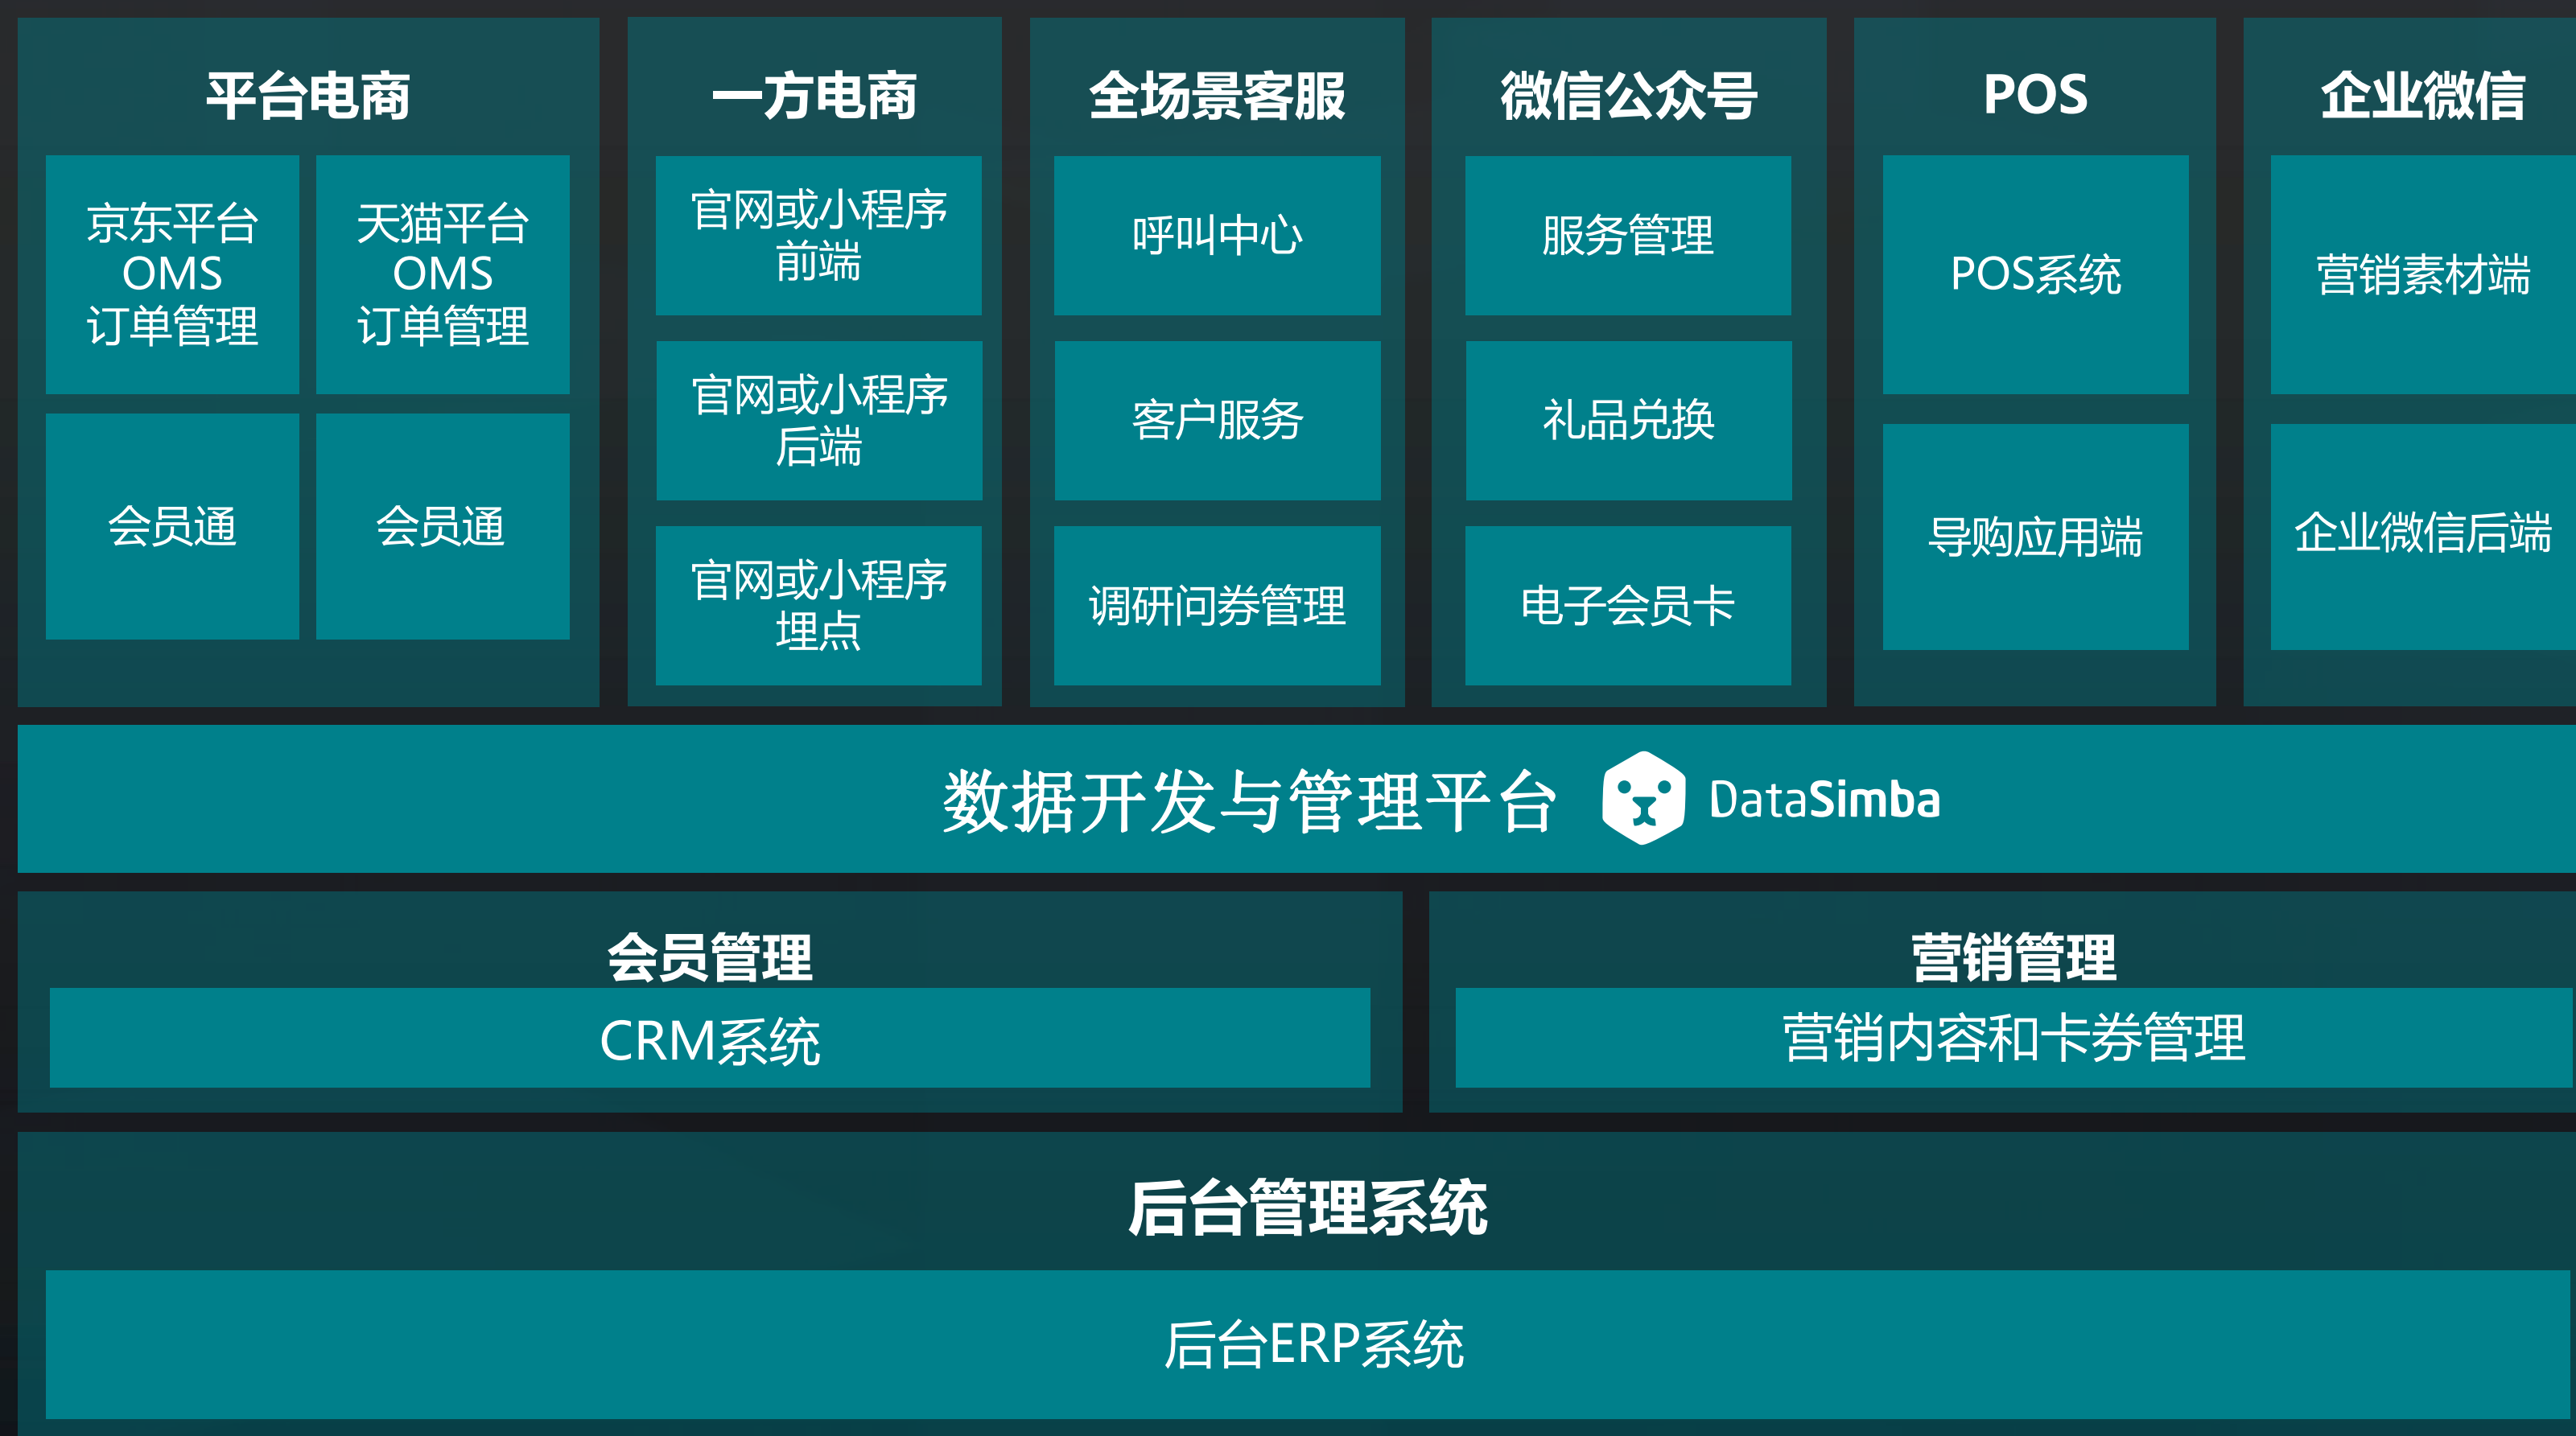 平台电商
京东平台
OMS
订单管理
天猫平台
OMS
订单管理
会员通
会员通
一方电商
官网或小程序
前端
官网或小程序
后端
官网或小程序
埋点
全场景客服
呼叫中心
客户服务
调研问券管理
微信公众号
服务管理
礼品兑换
电子会员卡
POS
POS系统
导购应用端
企业微信
营销素材端
企业微信后端
数据开发与管理平台 DataSimba
会员管理
CRM系统
营销管理
营销内容和卡券管理
后台管理系统
后台ERP系统